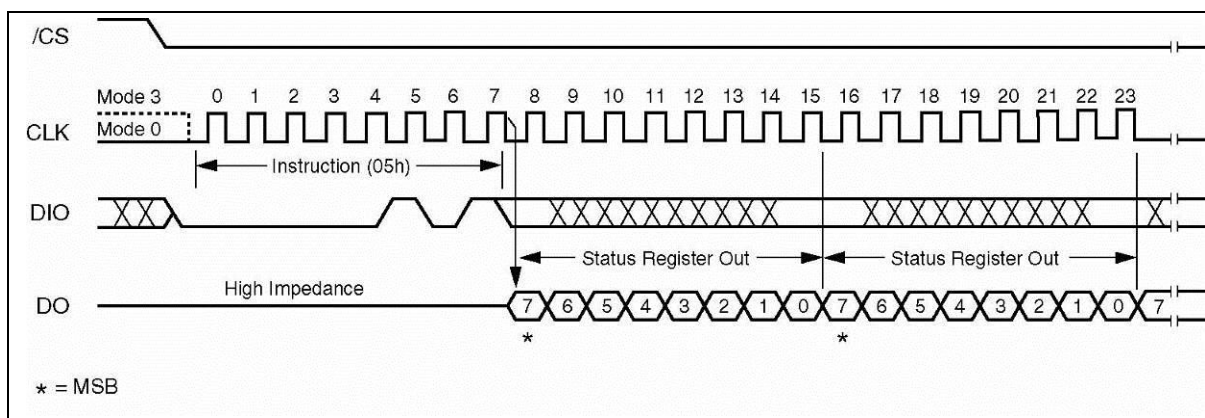 /CS
Mode 3 0 1 2 3 4 5 6 7 8 9 10 11 12 13 14 15 16 17 18 19 20 21 22 23
CLK Mode 0
Instruction (05h)
DIO
Status Register Out Status Register Out
High Impedance
DO 7 6 5 4 3 2 1 0 7 6 5 4 3 2 1 0 7
* *
* = MSB